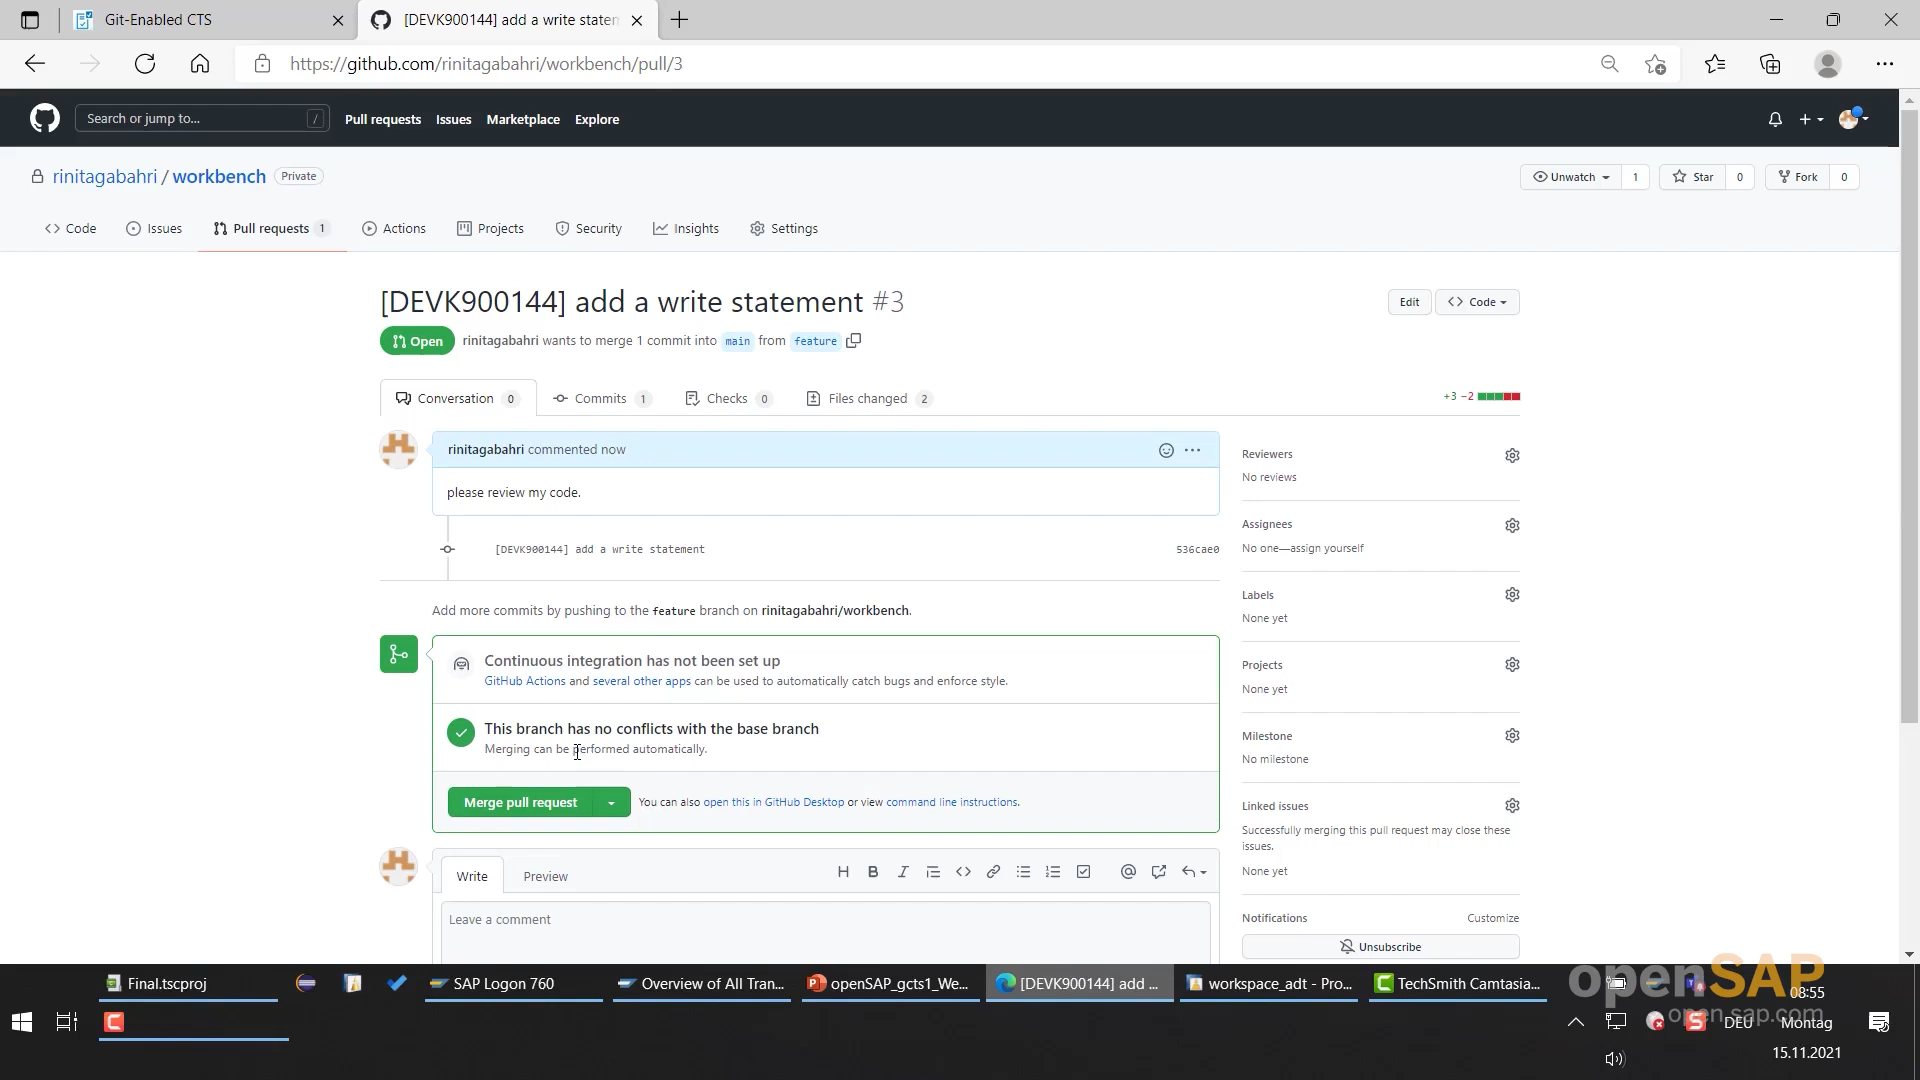 Git-Enabled CTS
[DEVK900144] add a write staten
https://github.com/rinitagabahri/workbench/pull/3
Search or jump to... /
Pull requests Issues Marketplace Explore
rinitagabahri / workbench Private
Unwatch 1 Star 0 Fork 0
Code Issues Pull requests 1 Actions Projects Security Insights Settings
[DEVK900144] add a write statement #3
Edit Code
Open rinitagabahri wants to merge 1 commit into main from feature
Conversation 0 Commits 1 Checks 0 Files changed 2
+3 −2
rinitagabahri commented now
please review my code.
[DEVK900144] add a write statement 536cae0
Add more commits by pushing to the feature branch on rinitagabahri/workbench.
Continuous integration has not been set up
GitHub Actions and several other apps can be used to automatically catch bugs and enforce style.
This branch has no conflicts with the base branch
Merging can be performed automatically.
Merge pull request You can also open this in GitHub Desktop or view command line instructions.
Write Preview
Leave a comment
Reviewers
No reviews
Assignees
No one—assign yourself
Labels
None yet
Projects
None yet
Milestone
No milestone
Linked issues
Successfully merging this pull request may close these
issues.
None yet
Notifications Customize
Unsubscribe
Final.tscproj
SAP Logon 760
Overview of All Tran...
openSAP_gcts1_We...
[DEVK900144] add ...
workspace_adt - Pro...
TechSmith Camtasia...
openSAP
open.sap.com
08:55
DEU
Montag
15.11.2021